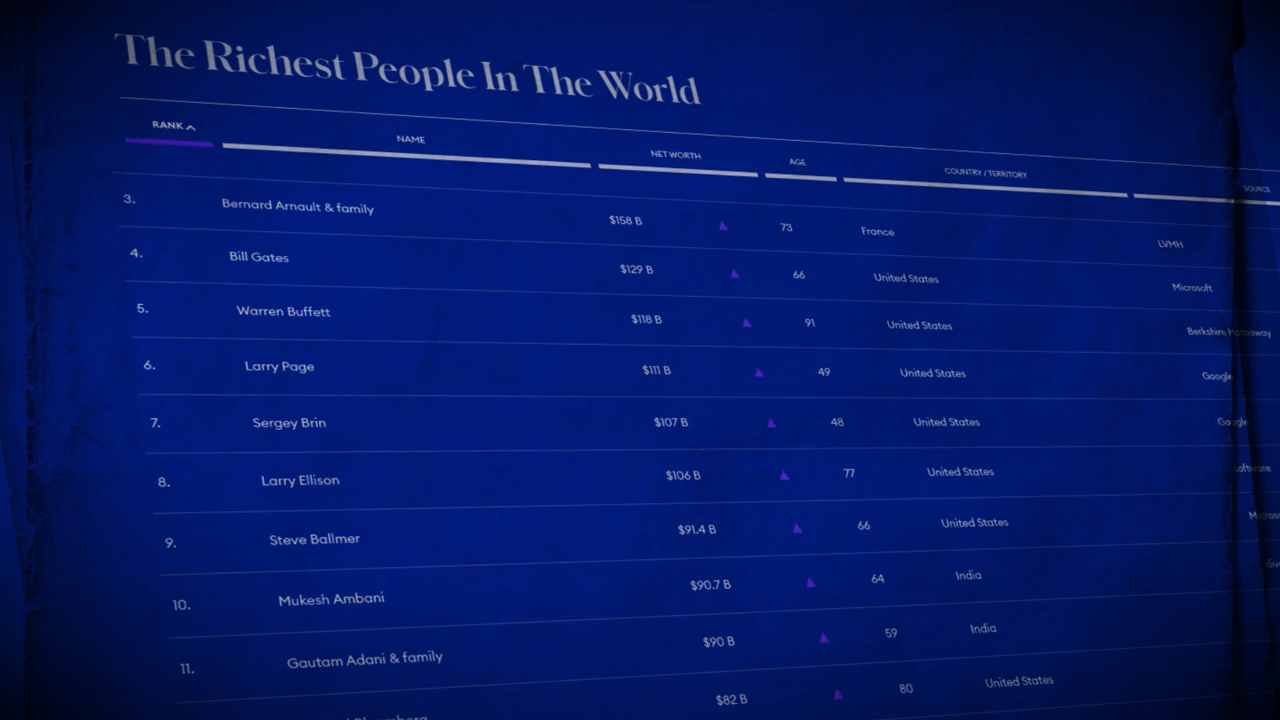 The Richest People In The World
RANK NAME NET WORTH AGE COUNTRY / TERRITORY SOURCE
3. Bernard Arnault & family $158 B 73 France LVMH
4. Bill Gates $129 B 66 United States Microsoft
5. Warren Buffett $118 B 91 United States Berkshire Hathaway
6. Larry Page $111 B 49 United States Google
7. Sergey Brin $107 B 48 United States Google
8. Larry Ellison $106 B 77 United States software
9. Steve Ballmer $91.4 B 66 United States
10. Mukesh Ambani $90.7 B 64 India
11. Gautam Adani & family $90 B 59 India
$82 B 80 United States